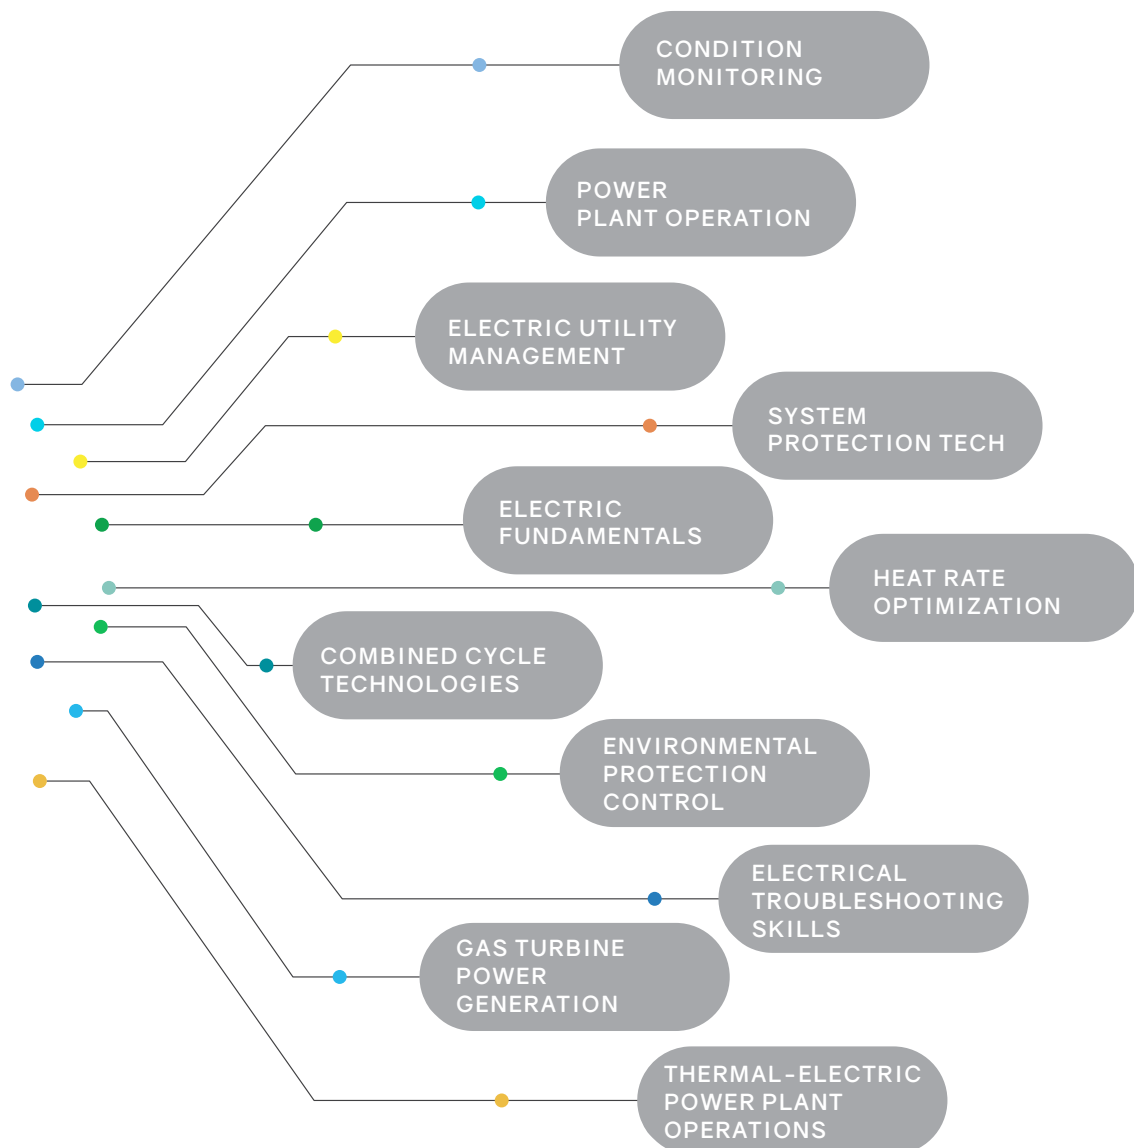 CONDITION
MONITORING
POWER
PLANT OPERATION
ELECTRIC UTILITY
MANAGEMENT
SYSTEM
PROTECTION TECH
ELECTRIC
FUNDAMENTALS
HEAT RATE
OPTIMIZATION
COMBINED CYCLE
TECHNOLOGIES
ENVIRONMENTAL
PROTECTION
CONTROL
ELECTRICAL
TROUBLESHOOTING
SKILLS
GAS TURBINE
POWER
GENERATION
THERMAL-ELECTRIC
POWER PLANT
OPERATIONS